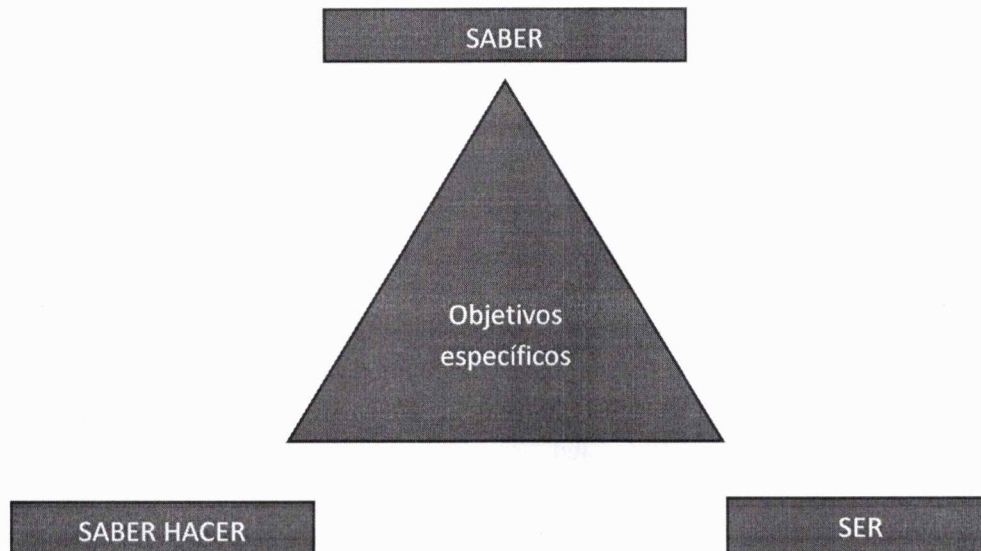 SABER
Objetivos
específicos
SABER HACER
SER